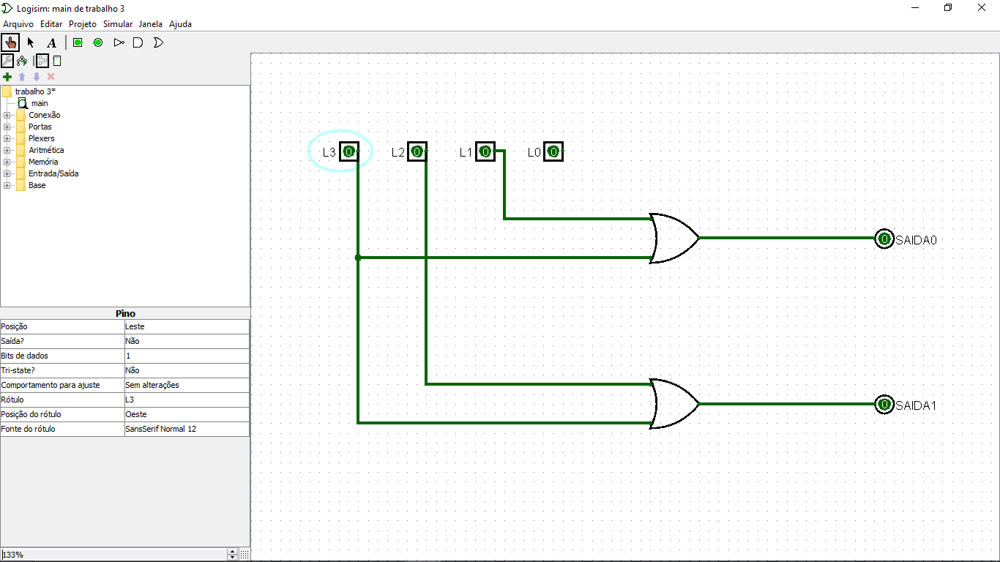 Logisim: main de trabalho 3
Arquivo Editar Projeto Simular Janela Ajuda
A
trabalho 3*
main
Conexão
Portas
Plexers
Aritmética
Memória
Entrada/Saída
Base
Pino
Posição Leste
Saída? Não
Bits de dados 1
Tri-state? Não
Comportamento para ajuste Sem alterações
Rótulo L3
Posição do rótulo Oeste
Fonte do rótulo SansSerif Normal 12
133%
L3 0 L2 0 L1 0 L0 0
0 SAIDA0
0 SAIDA1